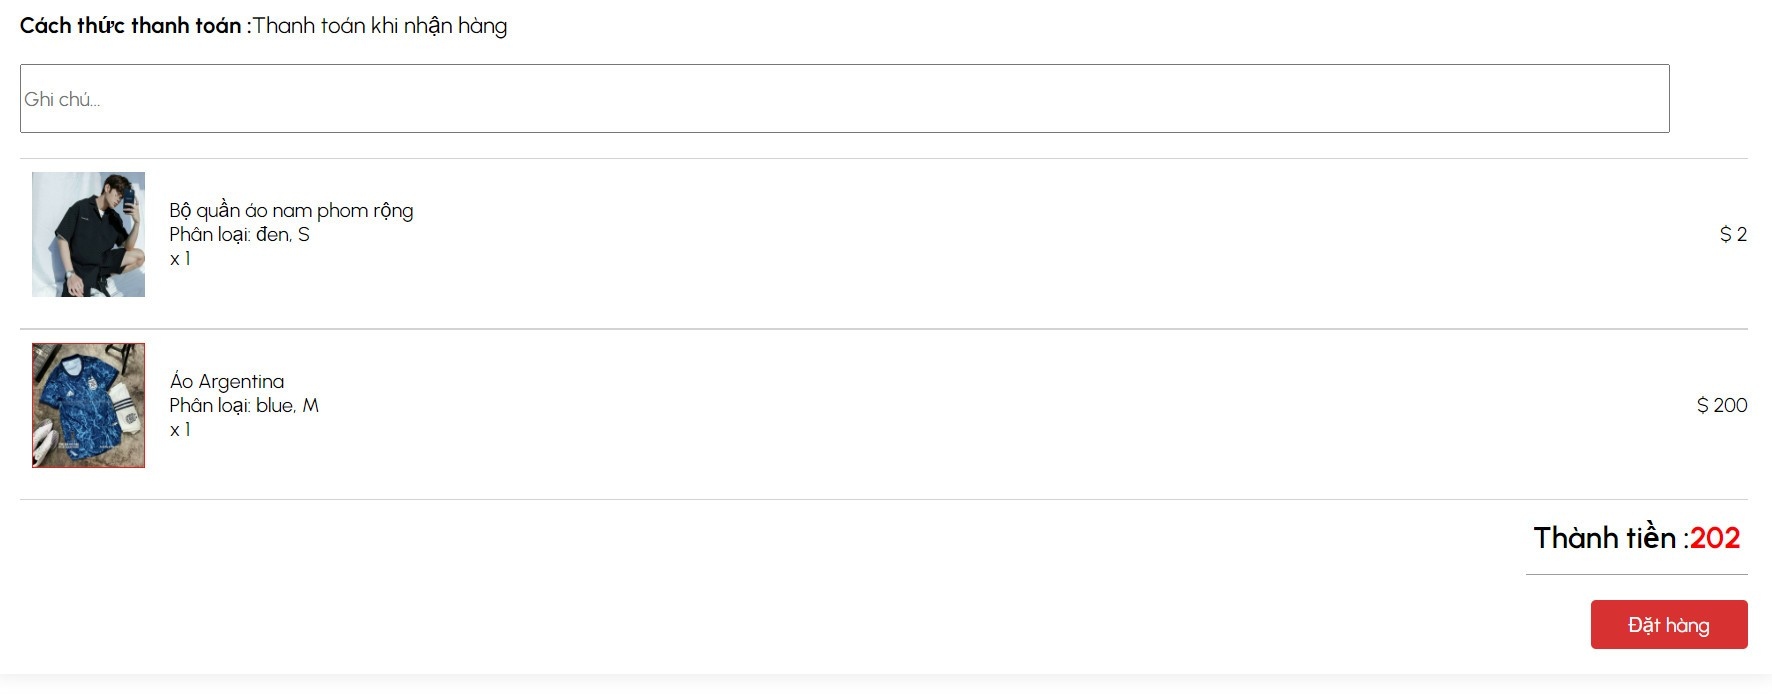 Cách thức thanh toán :Thanh toán khi nhận hàng
Ghi chú...
Bộ quần áo nam phom rộng
Phân loại: đen, S
x 1
$ 2
Áo Argentina
Phân loại: blue, M
x 1
$ 200
Thành tiền :202
Đặt hàng